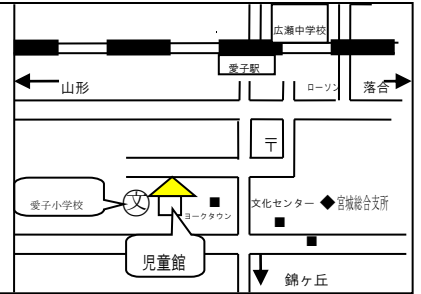 広瀬中学校
愛子駅
山形
ローソン
落合
〒
愛子小学校
文
ヨークタウン
文化センター
宮城総合支所
児童館
錦ヶ丘